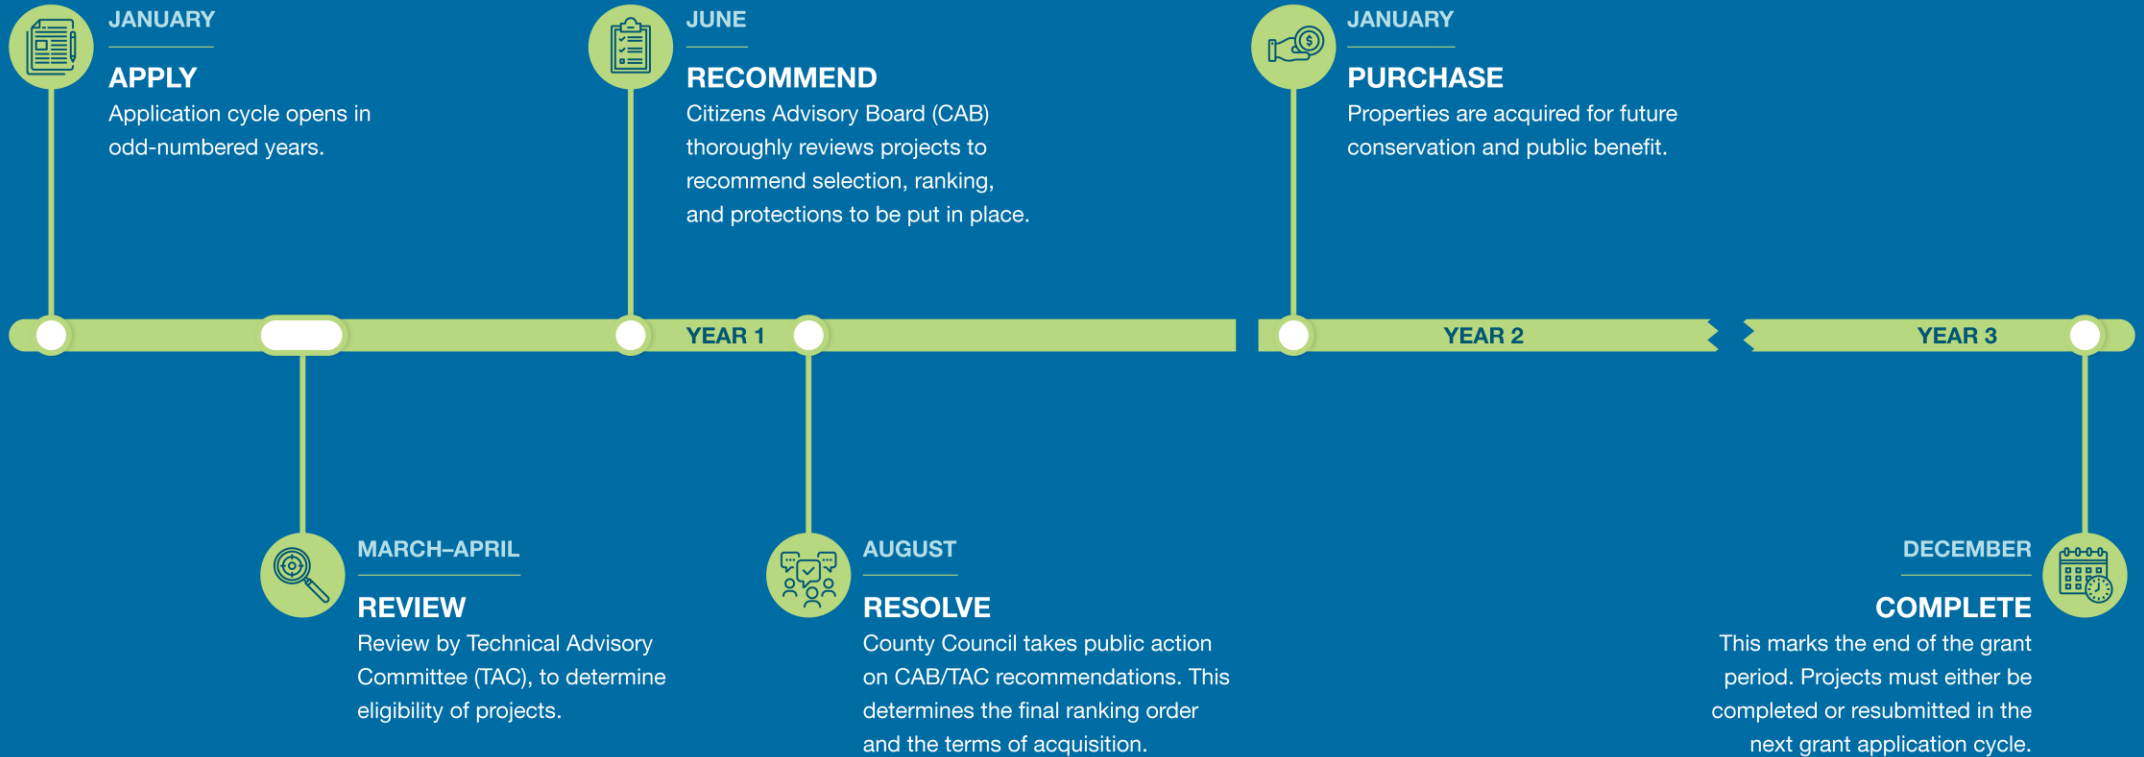 JANUARY
APPLY
Application cycle opens in
odd-numbered years.
JUNE
RECOMMEND
Citizens Advisory Board (CAB)
thoroughly reviews projects to
recommend selection, ranking,
and protections to be put in place.
JANUARY
PURCHASE
Properties are acquired for future
conservation and public benefit.
YEAR 1
YEAR 2
YEAR 3
MARCH–APRIL
REVIEW
Review by Technical Advisory
Committee (TAC), to determine
eligibility of projects.
AUGUST
RESOLVE
County Council takes public action
on CAB/TAC recommendations. This
determines the final ranking order
and the terms of acquisition.
DECEMBER
COMPLETE
This marks the end of the grant
period. Projects must either be
completed or resubmitted in the
next grant application cycle.